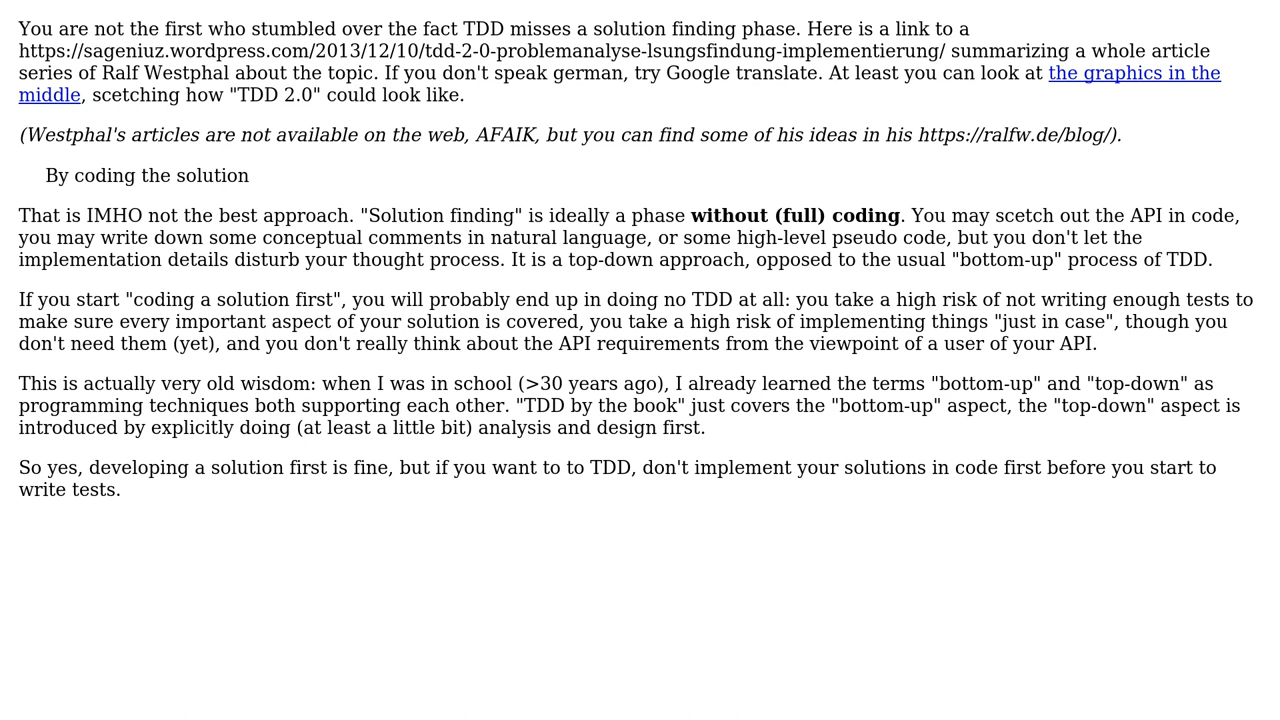 You are not the first who stumbled over the fact TDD misses a solution finding phase. Here is a link to a
https://sageniuz.wordpress.com/2013/12/10/tdd-2-0-problemanalyse-lsungsfindung-implementierung/ summarizing a whole article
series of Ralf Westphal about the topic. If you don't speak german, try Google translate. At least you can look at the graphics in the
middle, scetching how "TDD 2.0" could look like.
(Westphal's articles are not available on the web, AFAIK, but you can find some of his ideas in his https://ralfw.de/blog/).
By coding the solution
That is IMHO not the best approach. "Solution finding" is ideally a phase without (full) coding. You may scetch out the API in code,
you may write down some conceptual comments in natural language, or some high-level pseudo code, but you don't let the
implementation details disturb your thought process. It is a top-down approach, opposed to the usual "bottom-up" process of TDD.
If you start "coding a solution first", you will probably end up in doing no TDD at all: you take a high risk of not writing enough tests to
make sure every important aspect of your solution is covered, you take a high risk of implementing things "just in case", though you
don't need them (yet), and you don't really think about the API requirements from the viewpoint of a user of your API.
This is actually very old wisdom: when I was in school (>30 years ago), I already learned the terms "bottom-up" and "top-down" as
programming techniques both supporting each other. "TDD by the book" just covers the "bottom-up" aspect, the "top-down" aspect is
introduced by explicitly doing (at least a little bit) analysis and design first.
So yes, developing a solution first is fine, but if you want to to TDD, don't implement your solutions in code first before you start to
write tests.